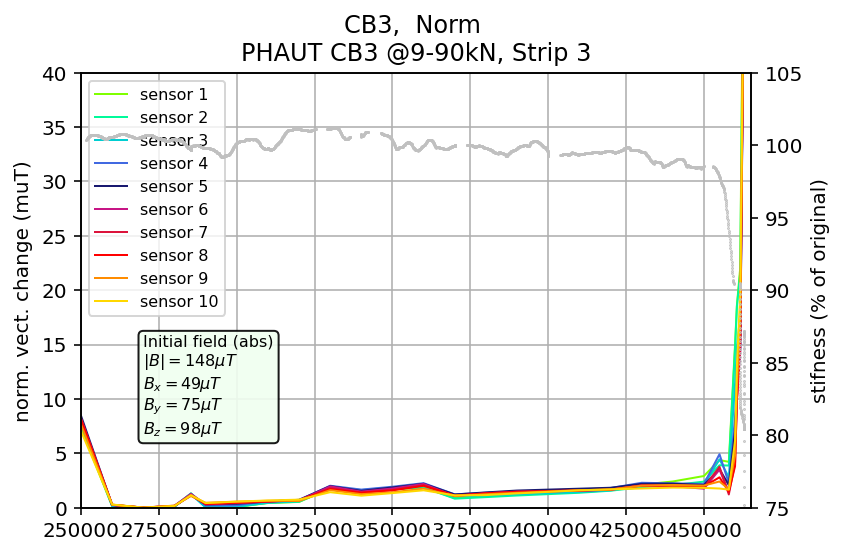 CB3,  Norm
PHAUT CB3 @9-90kN, Strip 3
40
35
30
25
20
15
10
5
0
norm. vect. change (muT)
sensor 1
sensor 2
sensor 3
sensor 4
sensor 5
sensor 6
sensor 7
sensor 8
sensor 9
sensor 10
Initial field (abs)
|B| = 148μT
Bx = 49μT
By = 75μT
Bz = 98μT
105
100
95
90
85
80
75
stifness (% of original)
250000 275000 300000 325000 350000 375000 400000 425000 450000